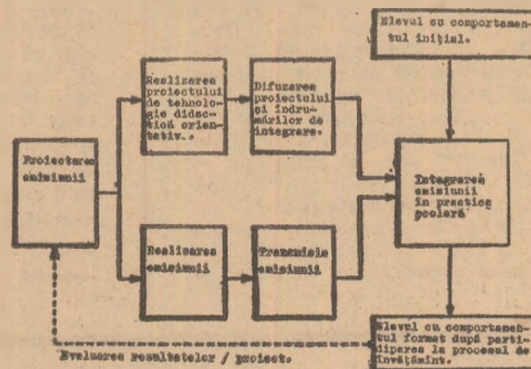 Elevul cu comportamen-
tul initial.
Realizarea
proiectului
de tehnolo-
gie didac-
tică orien-
tativ.
Difuzarea
proiectului
și îndru-
mărilor de
integrare.
Proiectarea
emisiunii
Integrarea
emisiunii
în practica
școlară
Realizarea
emisiunii
Transmisia
emisiunii
Elevul cu comportamen-
tul format după parti-
ciparea la procesul de
învățămînt.
Evaluarea rezultatelor / proiect.